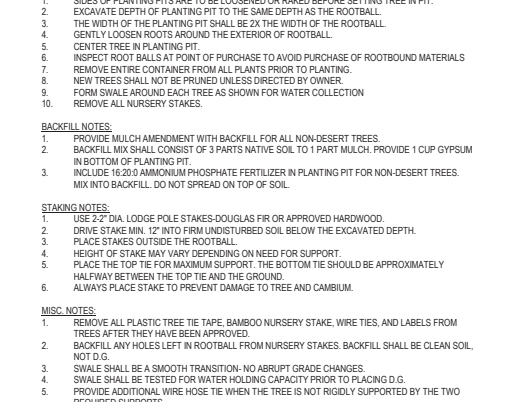 1. SIDES OF PLANTING PITS ARE TO BE LOOSENED OR RAKED BEFORE SETTING TREE IN PIT.
2. EXCAVATE DEPTH OF PLANTING PIT TO THE SAME DEPTH AS THE ROOTBALL.
3. THE WIDTH OF THE PLANTING PIT SHALL BE 2X THE WIDTH OF THE ROOTBALL.
4. GENTLY LOOSEN ROOTS AROUND THE EXTERIOR OF ROOTBALL.
5. CENTER TREE IN PLANTING PIT.
6. INSPECT ROOT BALLS AT POINT OF PURCHASE TO AVOID PURCHASE OF ROOTBOUND MATERIALS
7. REMOVE ENTIRE CONTAINER FROM ALL PLANTS PRIOR TO PLANTING.
8. NEW TREES SHALL NOT BE PRUNED UNLESS DIRECTED BY OWNER.
9. FORM SWALE AROUND EACH TREE AS SHOWN FOR WATER COLLECTION
10. REMOVE ALL NURSERY STAKES.
BACKFILL NOTES:
1. PROVIDE MULCH AMENDMENT WITH BACKFILL FOR ALL NON-DESERT TREES.
2. BACKFILL MIX SHALL CONSIST OF 3 PARTS NATIVE SOIL TO 1 PART MULCH. PROVIDE 1 CUP GYPSUM
IN BOTTOM OF PLANTING PIT.
3. INCLUDE 16:20:0 AMMONIUM PHOSPHATE FERTILIZER IN PLANTING PIT FOR NON-DESERT TREES.
MIX INTO BACKFILL. DO NOT SPREAD ON TOP OF SOIL.
STAKING NOTES:
1. USE 2-2" DIA. LODGE POLE STAKES-DOUGLAS FIR OR APPROVED HARDWOOD.
2. DRIVE STAKE MIN. 12" INTO FIRM UNDISTURBED SOIL BELOW THE EXCAVATED DEPTH.
3. PLACE STAKES OUTSIDE THE ROOTBALL.
4. HEIGHT OF STAKE MAY VARY DEPENDING ON NEED FOR SUPPORT.
5. PLACE THE TOP TIE FOR MAXIMUM SUPPORT. THE BOTTOM TIE SHOULD BE APPROXIMATELY
HALFWAY BETWEEN THE TOP TIE AND THE GROUND.
6. ALWAYS PLACE STAKE TO PREVENT DAMAGE TO TREE AND CAMBIUM.
MISC. NOTES:
1. REMOVE ALL PLASTIC TREE TIE TAPE, BAMBOO NURSERY STAKE, WIRE TIES, AND LABELS FROM
TREES AFTER THEY HAVE BEEN APPROVED.
2. BACKFILL ANY HOLES LEFT IN ROOTBALL FROM NURSERY STAKES. BACKFILL SHALL BE CLEAN SOIL,
NOT D.G.
3. SWALE SHALL BE A SMOOTH TRANSITION- NO ABRUPT GRADE CHANGES.
4. SWALE SHALL BE TESTED FOR WATER HOLDING CAPACITY PRIOR TO PLACING D.G.
5. PROVIDE ADDITIONAL WIRE HOSE TIE WHEN THE TREE IS NOT RIGIDLY SUPPORTED BY THE TWO
REQUIRED SUPPORTS.